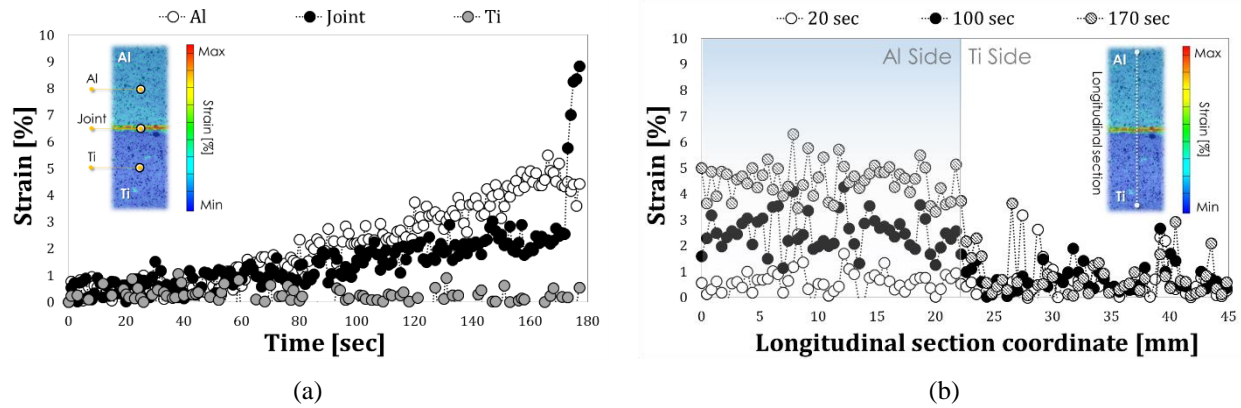 Al Joint Ti
Strain [%]
10
9
8
7
6
5
4
3
2
1
0
Al
Max
Al
Joint
Strain [%]
Ti
Ti
Min
0 20 40 60 80 100 120 140 160 180
Time [sec]
(a)
20 sec 100 sec 170 sec
Strain [%]
10
9
8
7
6
5
4
3
2
1
0
Al Side Ti Side
Al
Max
Longitudinal section
Strain [%]
Ti
Min
0 5 10 15 20 25 30 35 40 45
Longitudinal section coordinate [mm]
(b)